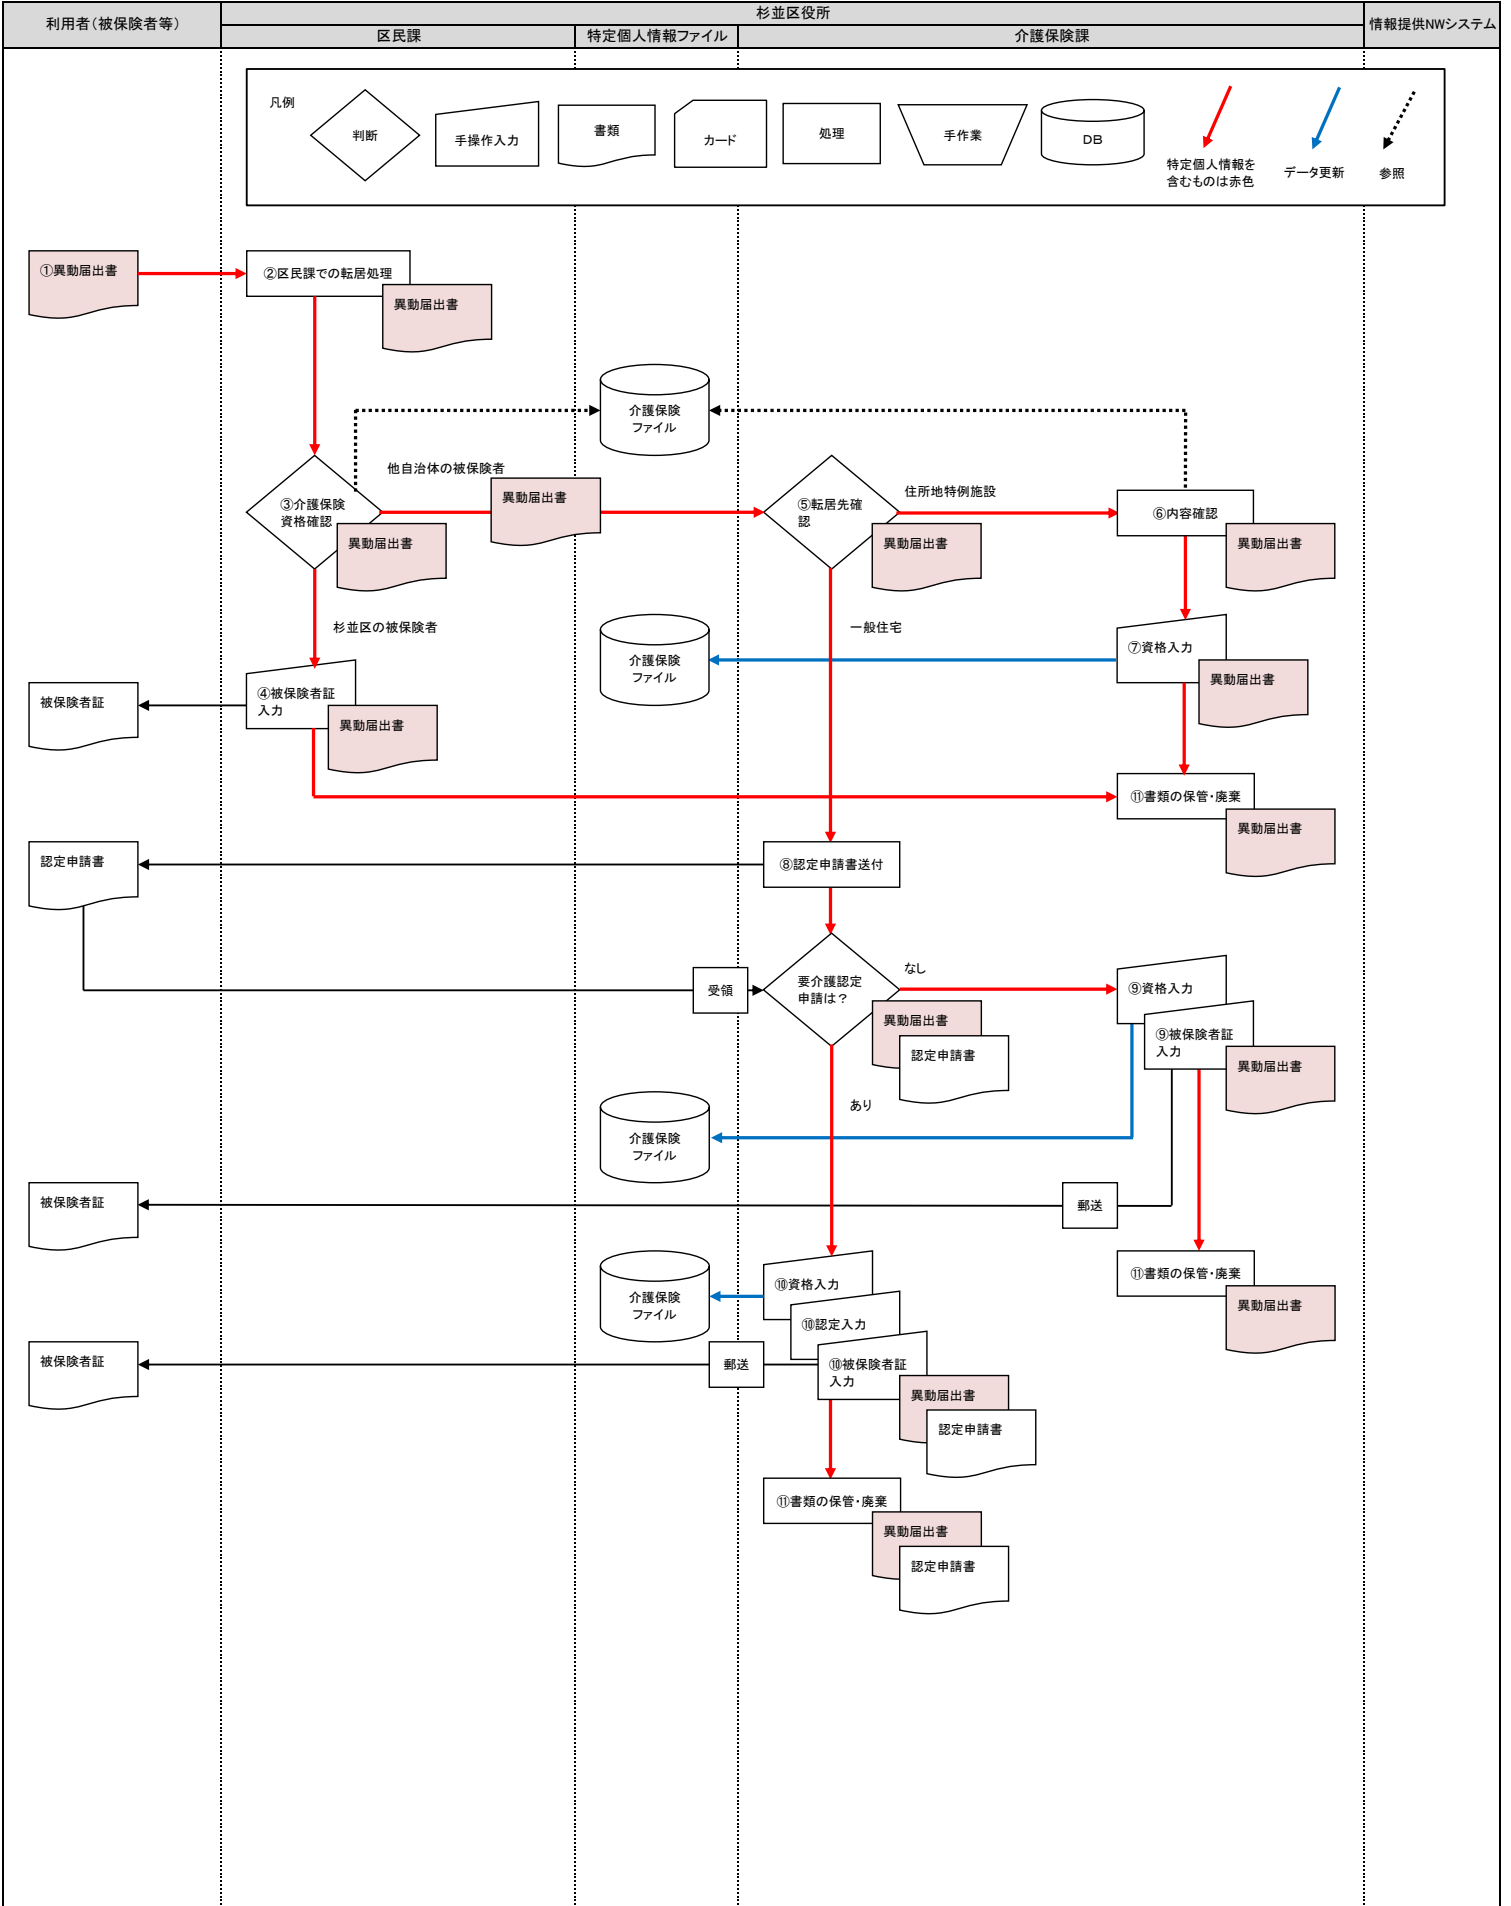 利用者（被保険者等）
杉並区役所
情報提供NWシステム
区民課
特定個人情報ファイル
介護保険課
凡例
判断
手操作入力
書類
カード
処理
手作業
DB
特定個人情報を
含むものは赤色
データ更新
参照
①異動届出書
②区民課での転居処理
異動届出書
介護保険
ファイル
他自治体の被保険者
異動届出書
③介護保険
資格確認
異動届出書
⑤転居先確
認
異動届出書
住所地特例施設
⑥内容確認
異動届出書
杉並区の被保険者
介護保険
ファイル
一般住宅
⑦資格入力
異動届出書
被保険者証
④被保険者証
入力
異動届出書
⑪書類の保管・廃棄
異動届出書
認定申請書
⑧認定申請書送付
受領
要介護認定
申請は？
なし
異動届出書
認定申請書
⑨資格入力
⑨被保険者証
入力
異動届出書
あり
介護保険
ファイル
被保険者証
郵送
介護保険
ファイル
⑩資格入力
⑩認定入力
⑪書類の保管・廃棄
異動届出書
被保険者証
郵送
⑩被保険者証
入力
異動届出書
認定申請書
⑪書類の保管・廃棄
異動届出書
認定申請書